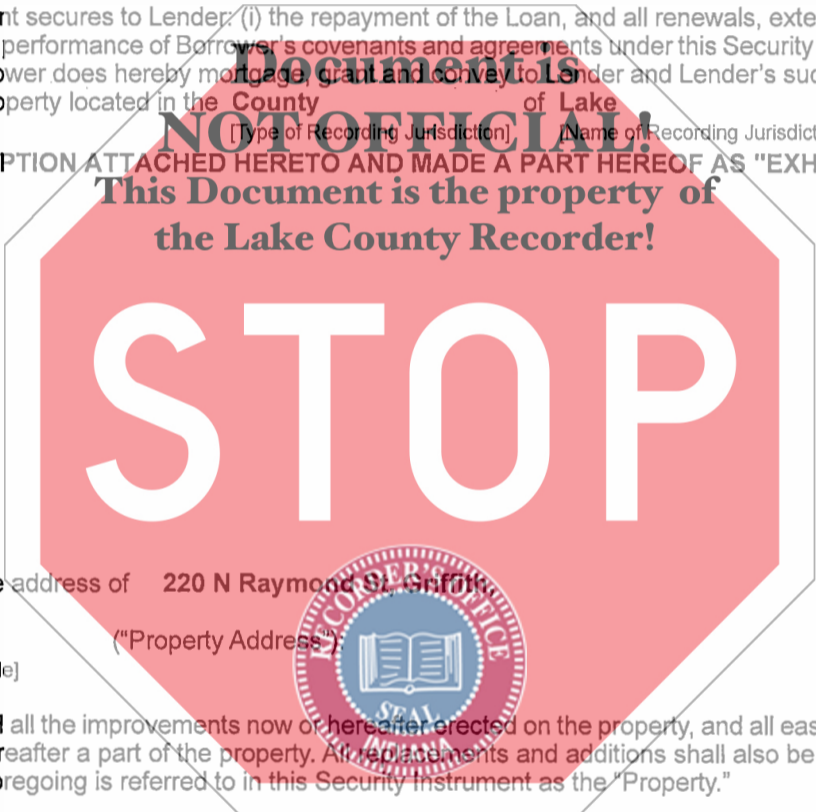 nt secures to Lender: (i) the repayment of the Loan, and all renewals, exte
performance of Borrower's covenants and agreements under this Security
ower does hereby mortgage, grant and convey to Lender and Lender's suc
operty located in the County of Lake
[Type of Recording Jurisdiction] [Name of Recording Jurisdict
PTION ATTACHED HERETO AND MADE A PART HEREOF AS "EXH
Document is
NOT OFFICIAL!
This Document is the property of
the Lake County Recorder!
STOP
e address of 220 N Raymond St, Griffith,
("Property Address"):
le]
RECORDER'S OFFICE
SEAL
INDIANA
d all the improvements now or hereafter erected on the property, and all eas
reafter a part of the property. All replacements and additions shall also be
oregoing is referred to in this Security Instrument as the "Property."